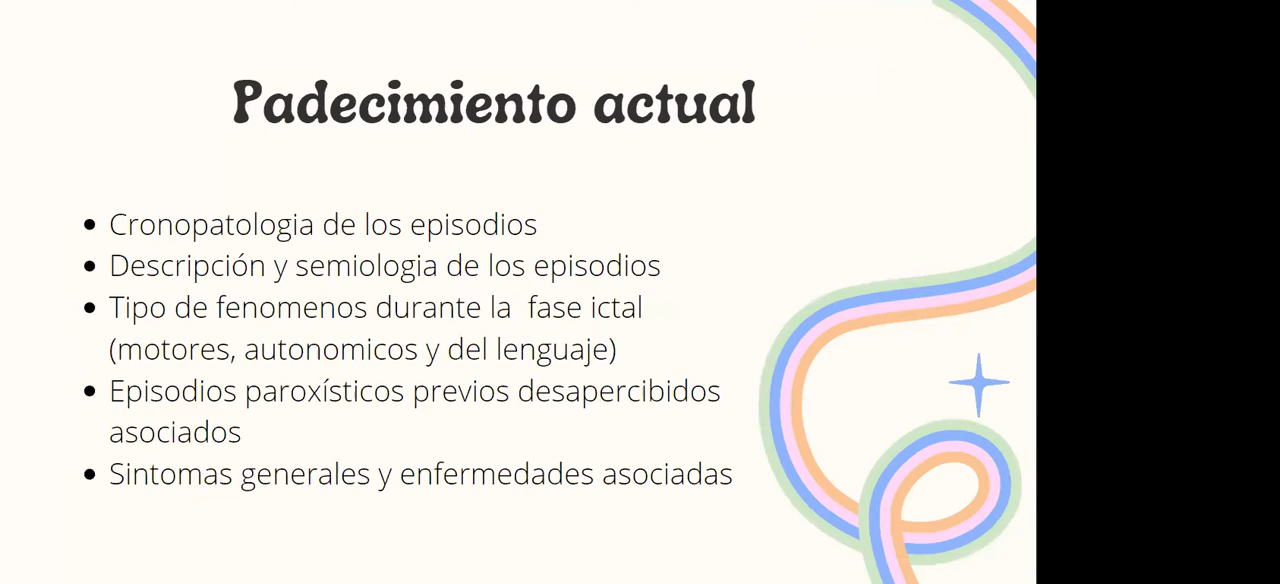 Padecimiento actual
• Cronopatologia de los episodios
• Descripción y semiologia de los episodios
• Tipo de fenomenos durante la  fase ictal
(motores, autonomicos y del lenguaje)
• Episodios paroxísticos previos desapercibidos
asociados
• Sintomas generales y enfermedades asociadas